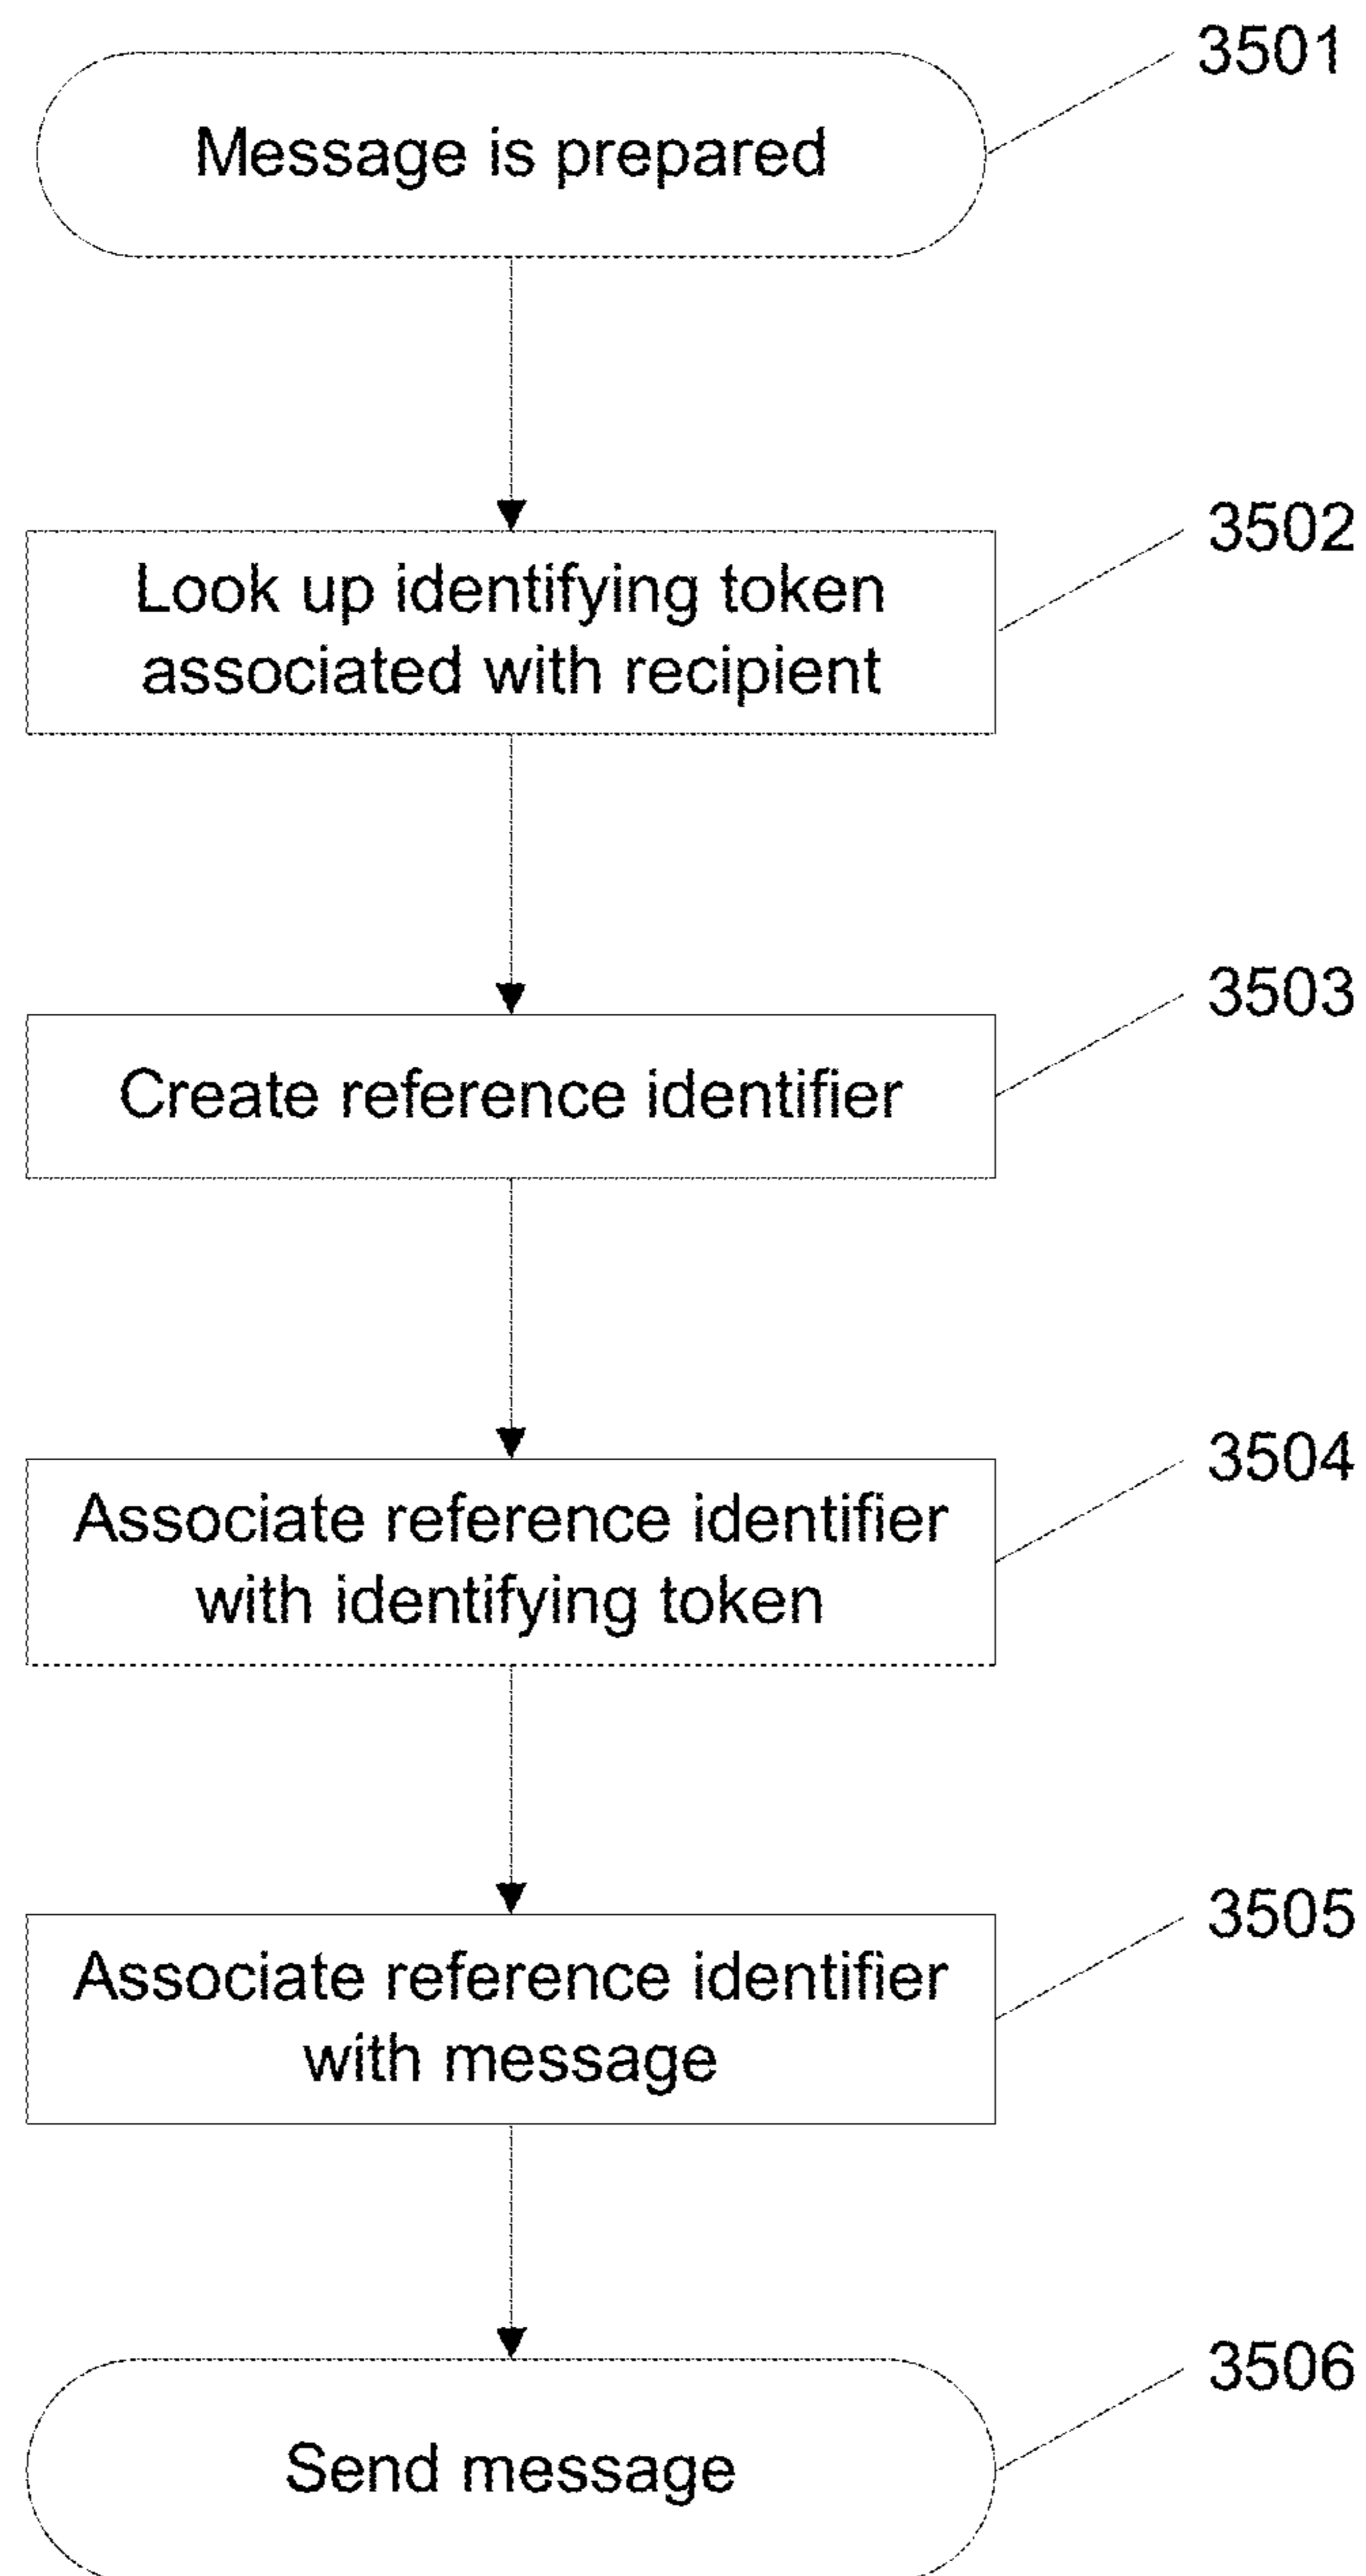 3501
Message is prepared
3502
Look up identifying token
associated with recipient
3503
Create reference identifier
3504
Associate reference identifier
with identifying token
3505
Associate reference identifier
with message
3506
Send message